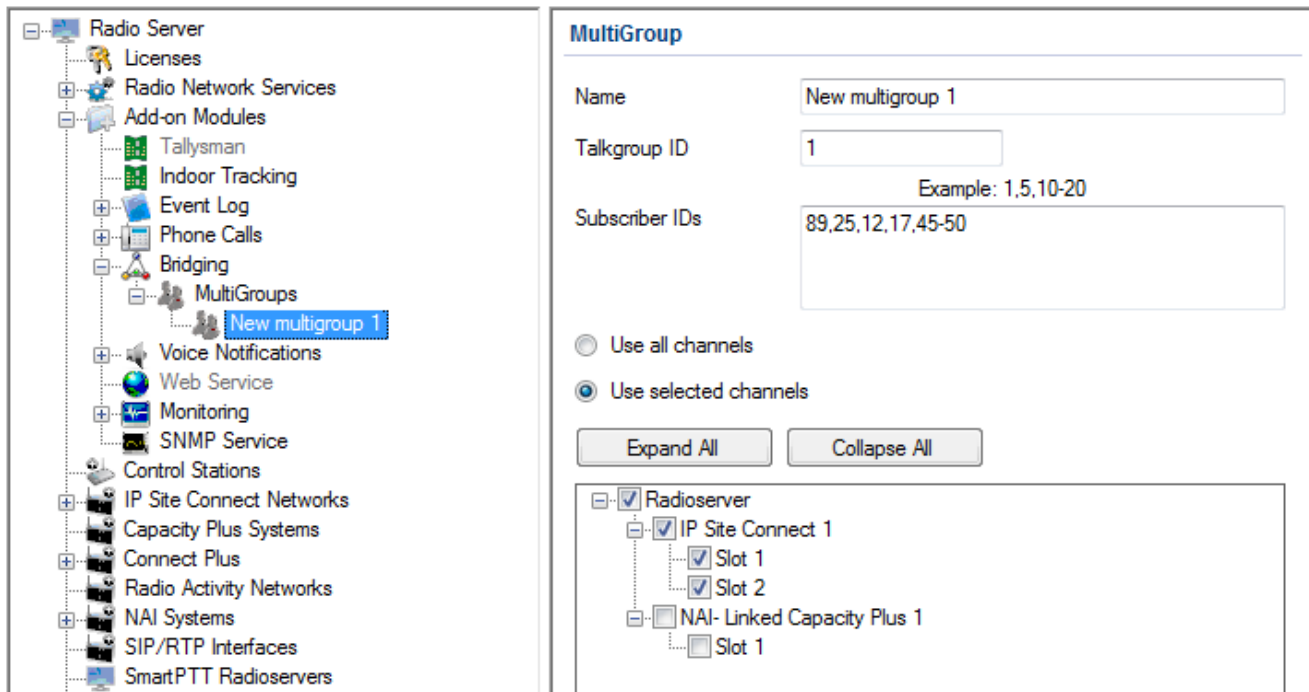 Radio Server
Licenses
Radio Network Services
Add-on Modules
Tallysman
Indoor Tracking
Event Log
Phone Calls
Bridging
MultiGroups
New multigroup 1
Voice Notifications
Web Service
Monitoring
SNMP Service
Control Stations
IP Site Connect Networks
Capacity Plus Systems
Connect Plus
Radio Activity Networks
NAI Systems
SIP/RTP Interfaces
SmartPTT Radioservers
MultiGroup
Name New multigroup 1
Talkgroup ID 1
Example: 1,5,10-20
Subscriber IDs 89,25,12,17,45-50
Use all channels
Use selected channels
Expand All Collapse All
Radioserver
IP Site Connect 1
Slot 1
Slot 2
NAI- Linked Capacity Plus 1
Slot 1